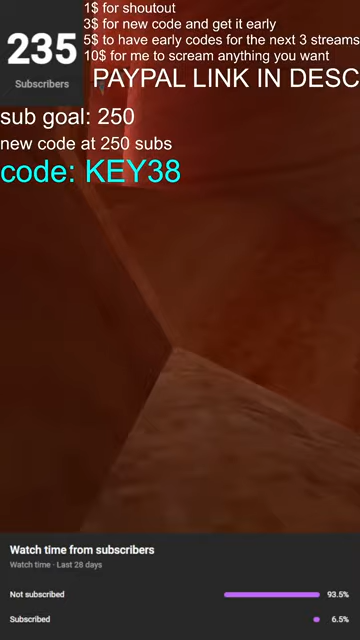 1$ for shoutout
3$ for new code and get it early
5$ to have early codes for the next 3 streams
10$ for me to scream anything you want
235
Subscribers
PAYPAL LINK IN DESC
sub goal: 250
new code at 250 subs
code: KEY38
Watch time from subscribers
Watch time · Last 28 days
Not subscribed 93.5%
Subscribed 6.5%